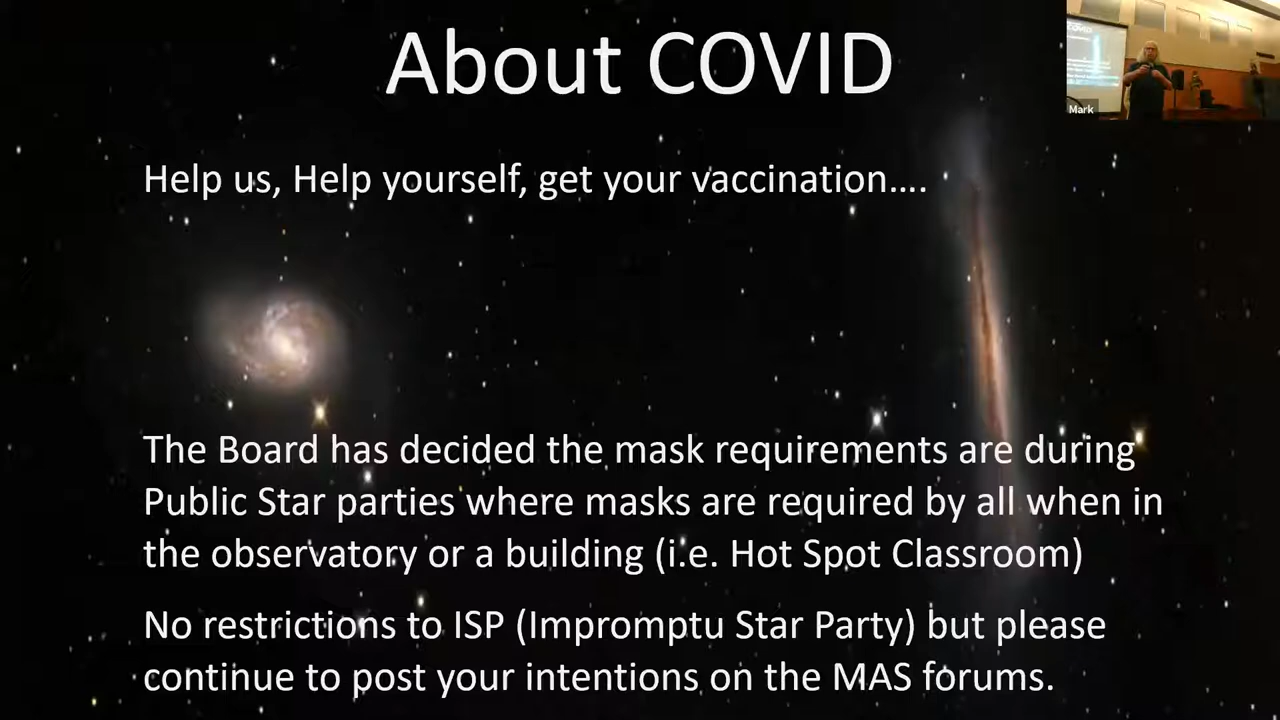 About COVID
Mark
Help us, Help yourself, get your vaccination....
The Board has decided the mask requirements are during
Public Star parties where masks are required by all when in
the observatory or a building (i.e. Hot Spot Classroom)
No restrictions to ISP (Impromptu Star Party) but please
continue to post your intentions on the MAS forums.